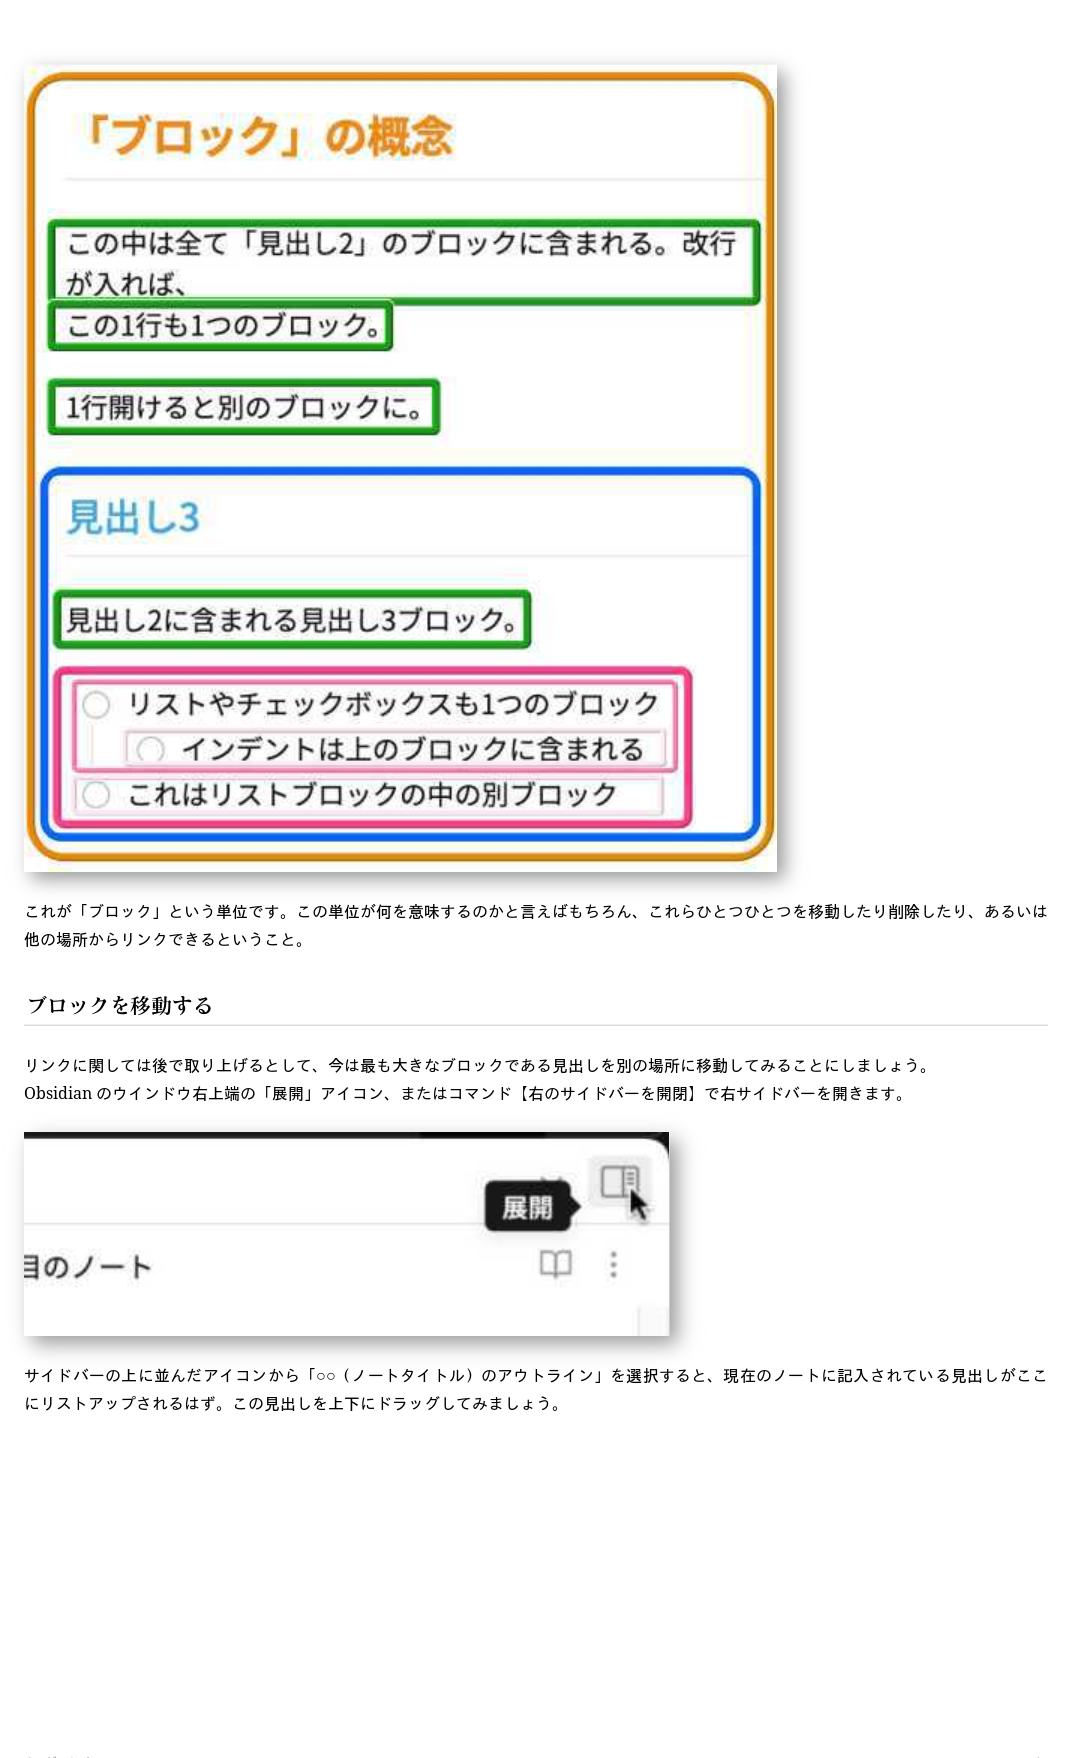 「ブロック」の概念
この中は全て「見出し2」のブロックに含まれる。改行
が入れば、
この1行も1つのブロック。
1行開けると別のブロックに。
見出し3
見出し2に含まれる見出し3ブロック。
リストやチェックボックスも1つのブロック
インデントは上のブロックに含まれる
これはリストブロックの中の別ブロック
これが「ブロック」という単位です。この単位が何を意味するのかと言えばもちろん、これらひとつひとつを移動したり削除したり、あるいは
他の場所からリンクできるということ。
ブロックを移動する
リンクに関しては後で取り上げるとして、今は最も大きなブロックである見出しを別の場所に移動してみることにしましょう。
Obsidian のウインドウ右上端の「展開」アイコン、またはコマンド【右のサイドバーを開閉】で右サイドバーを開きます。
展開
目のノート
サイドバーの上に並んだアイコンから「○○（ノートタイトル）のアウトライン」を選択すると、現在のノートに記入されている見出しがここ
にリストアップされるはず。この見出しを上下にドラッグしてみましょう。